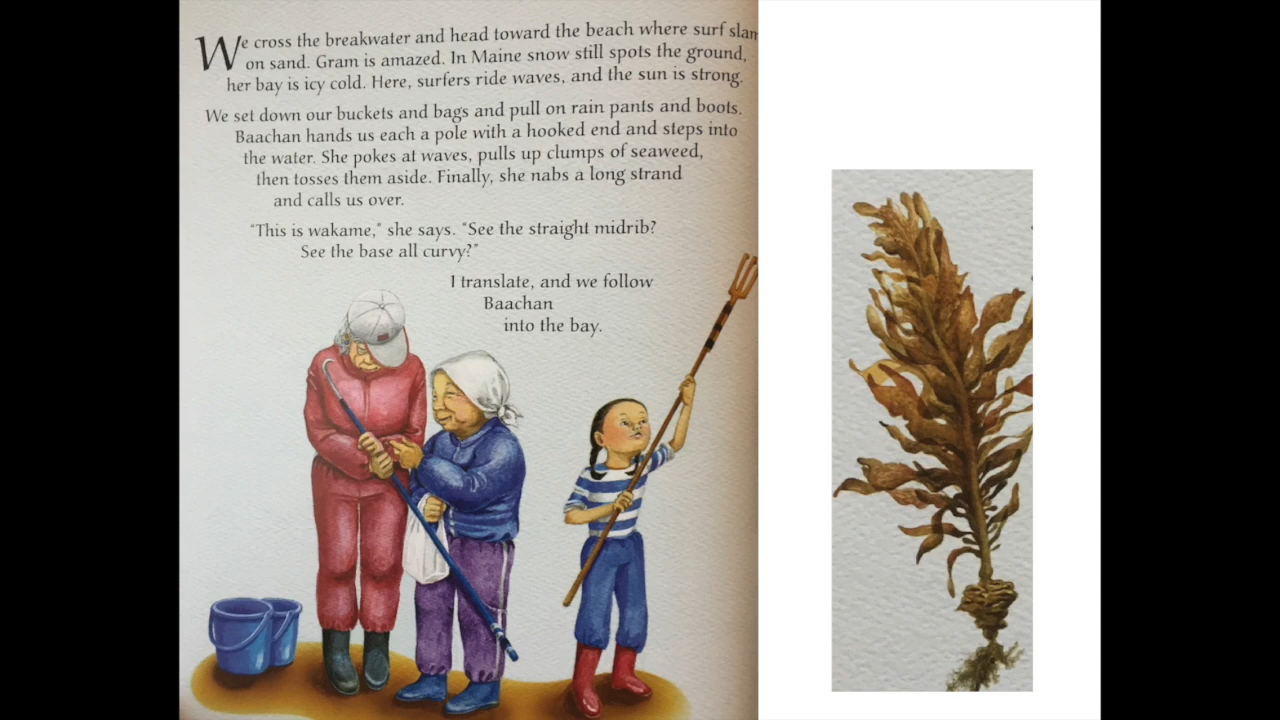 We cross the breakwater and head toward the beach where surf slam
on sand. Gram is amazed. In Maine snow still spots the ground,
her bay is icy cold. Here, surfers ride waves, and the sun is strong.
We set down our buckets and bags and pull on rain pants and boots.
Baachan hands us each a pole with a hooked end and steps into
the water. She pokes at waves, pulls up clumps of seaweed,
then tosses them aside. Finally, she nabs a long strand
and calls us over.
"This is wakame," she says. "See the straight midrib?
See the base all curvy?"
I translate, and we follow
Baachan
into the bay.